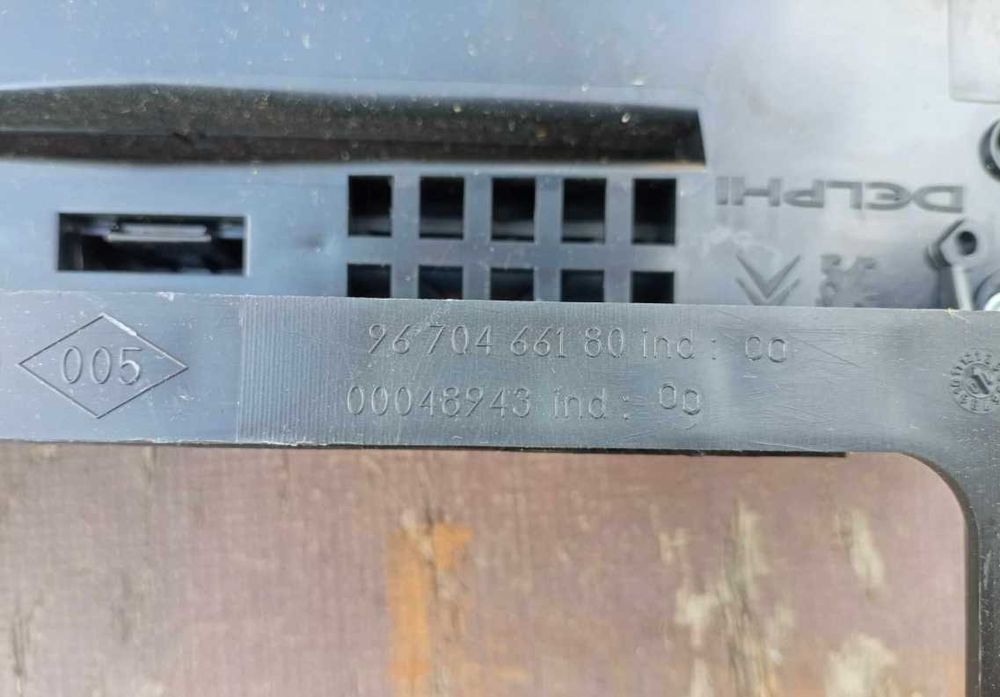 DELPHI
005
96 704 661 80 ind : 00
00048943 ind : 00